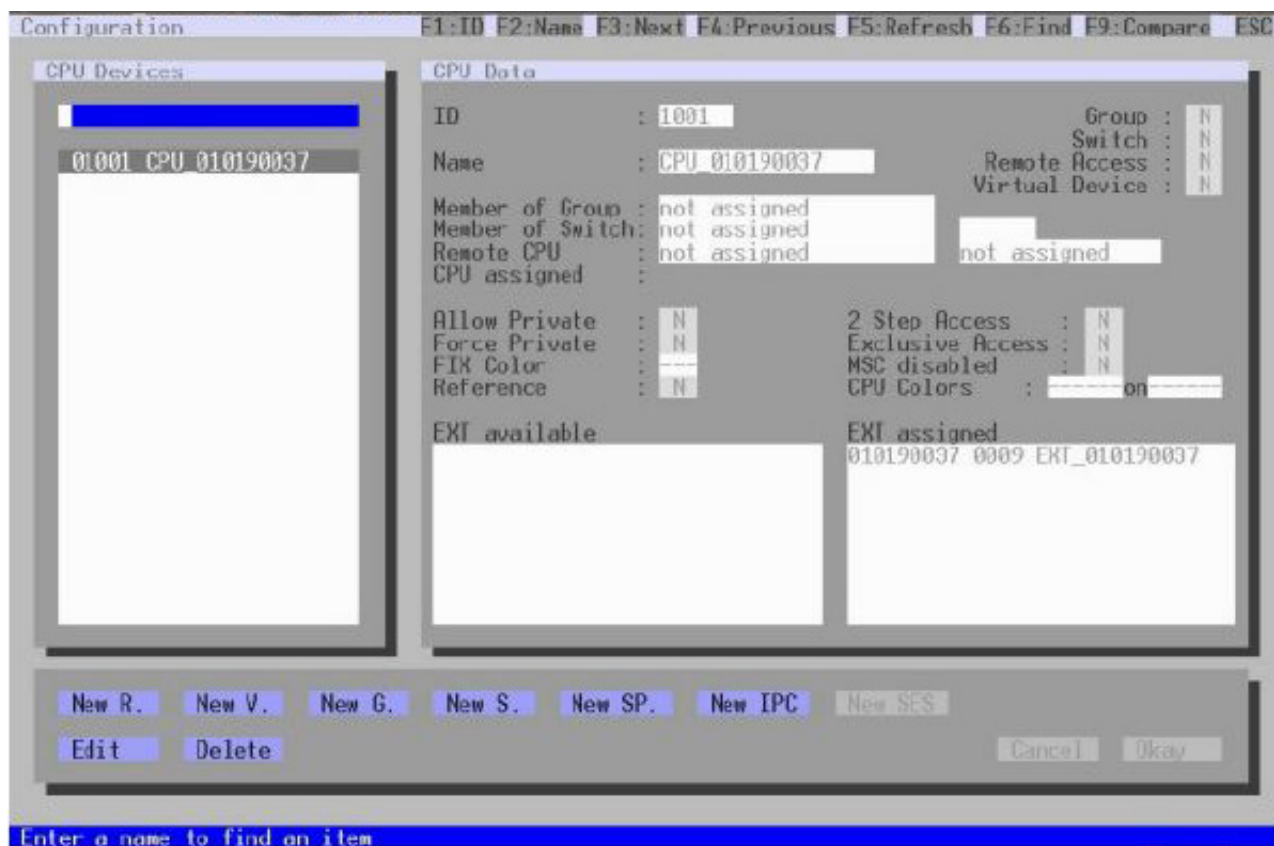 Configuration F1:ID F2:Name F3:Next F4:Previous F5:Refresh F6:Find F9:Compare ESC
CPU Devices
01001 CPU_010190037
CPU Data
ID : 1001
Group : N
Switch : N
Name : CPU_010190037
Remote Access : N
Virtual Device : N
Member of Group : not assigned
Member of Switch: not assigned
Remote CPU : not assigned not assigned
CPU assigned :
Allow Private : N 2 Step Access : N
Force Private : N Exclusive Access : N
FIX Color : --- MSC disabled : N
Reference : N CPU Colors : ------on------
EXT available EXT assigned
010190037 0009 EXT_010190037
New R. New V. New G. New S. New SP. New IPC New SES
Edit Delete Cancel Okay
Enter a name to find an item